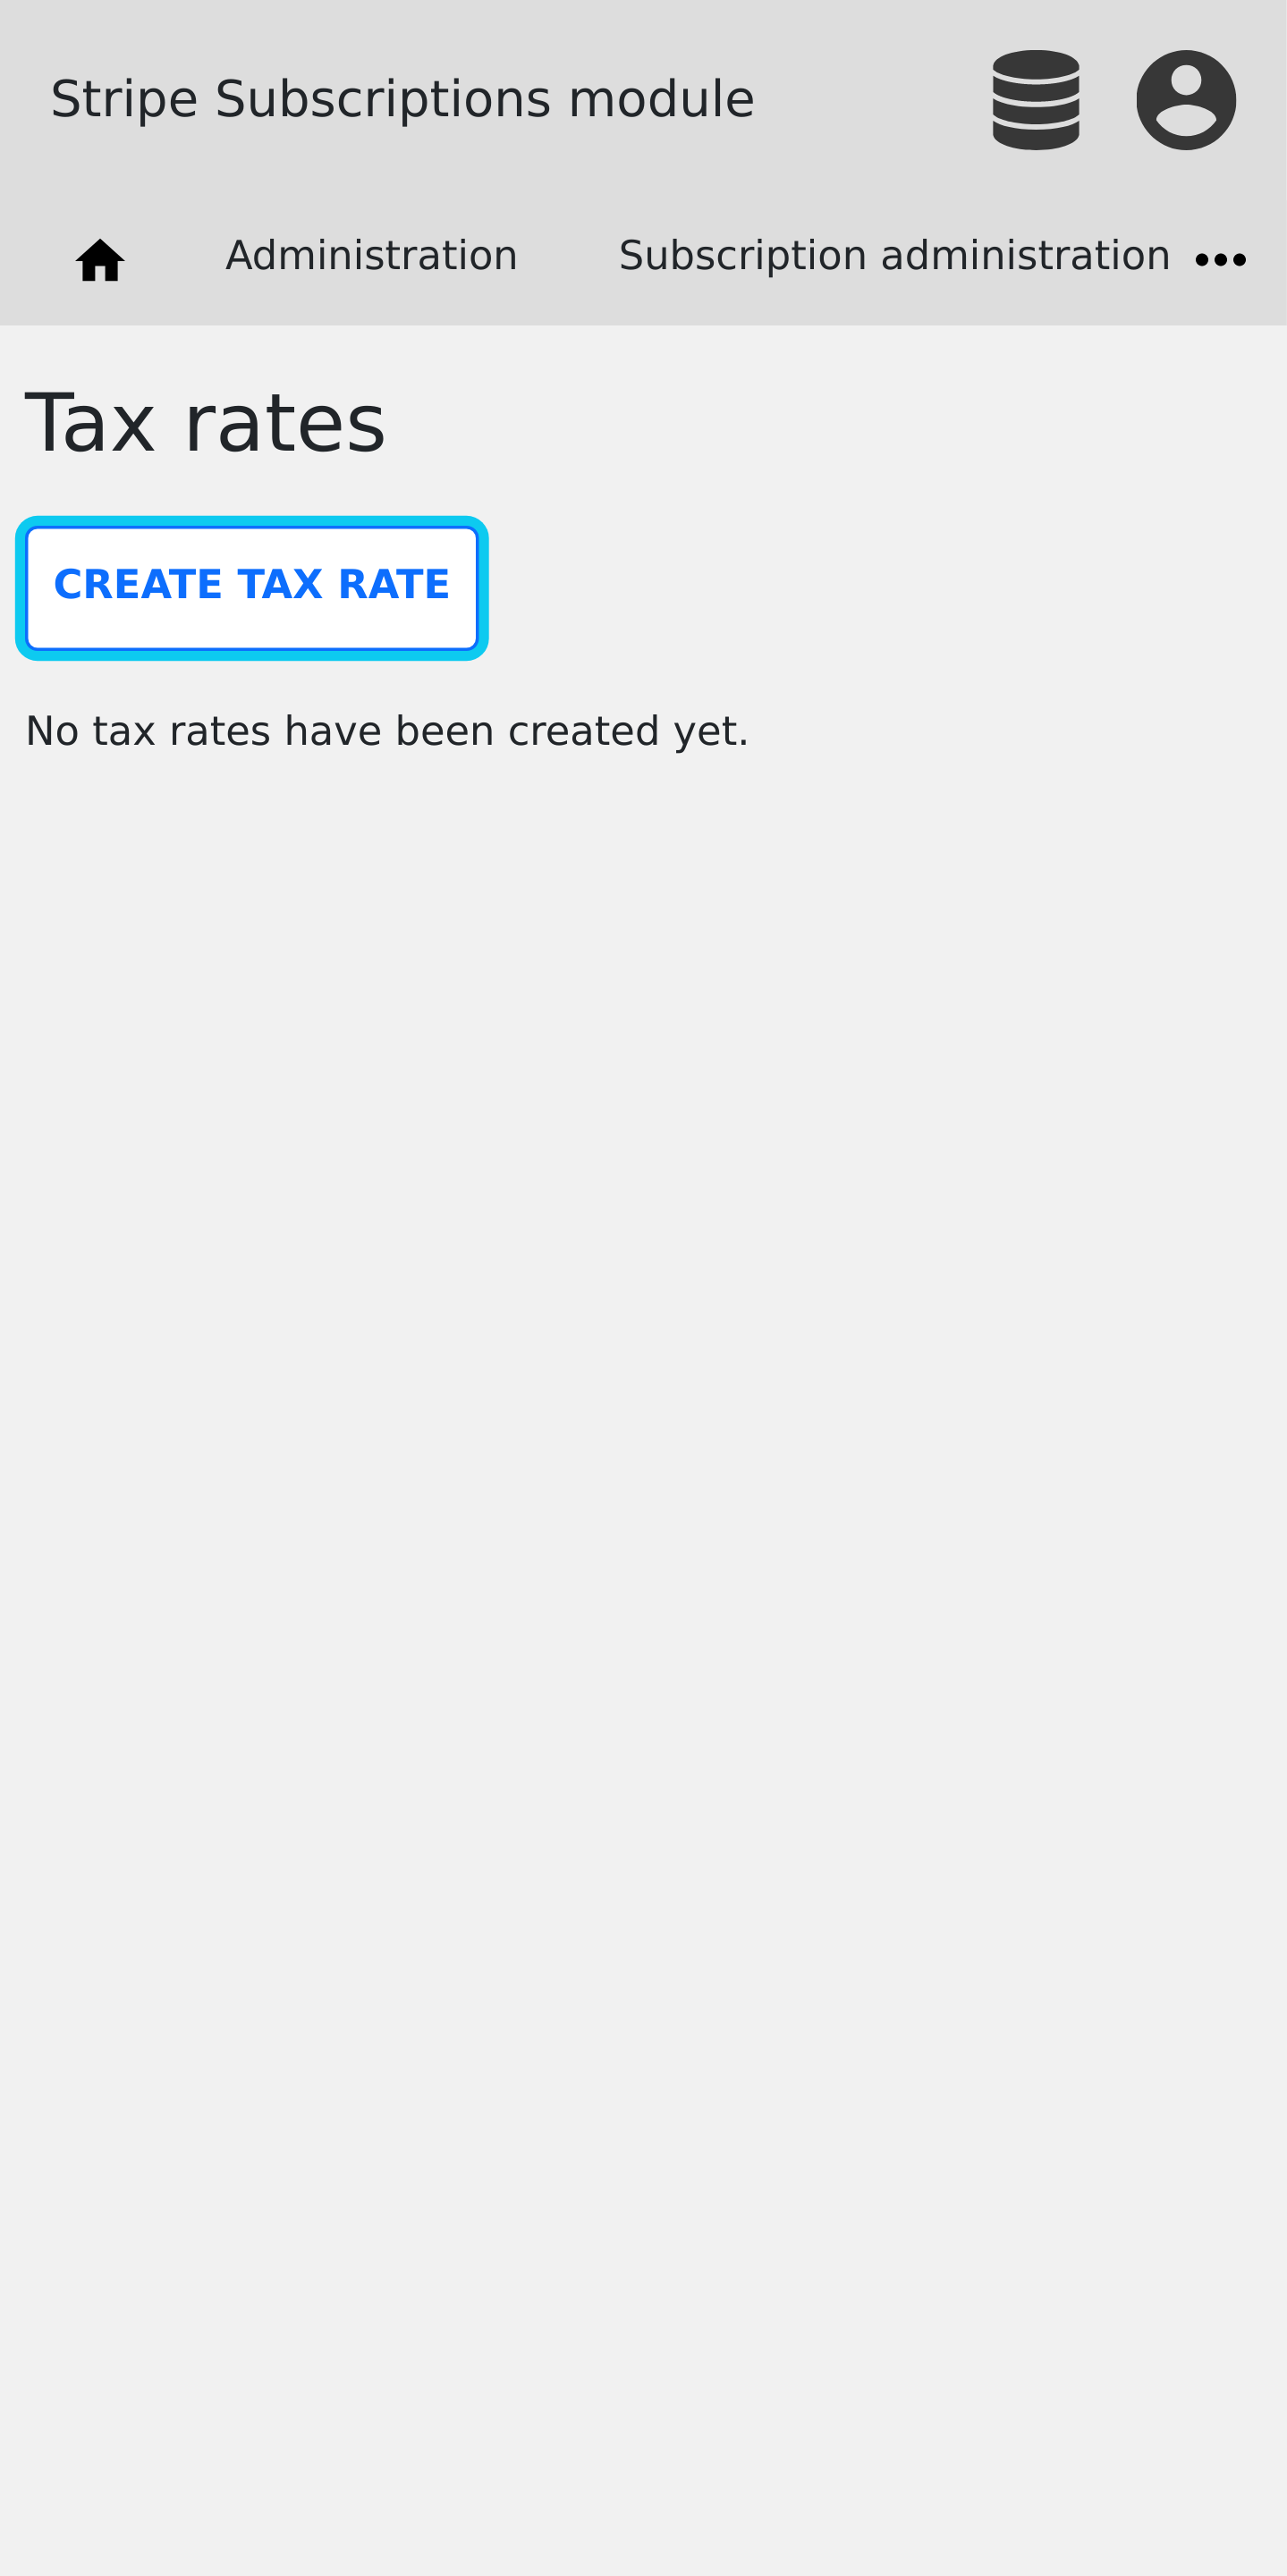 Stripe Subscriptions module
Administration Subscription administration
Tax rates
CREATE TAX RATE
No tax rates have been created yet.